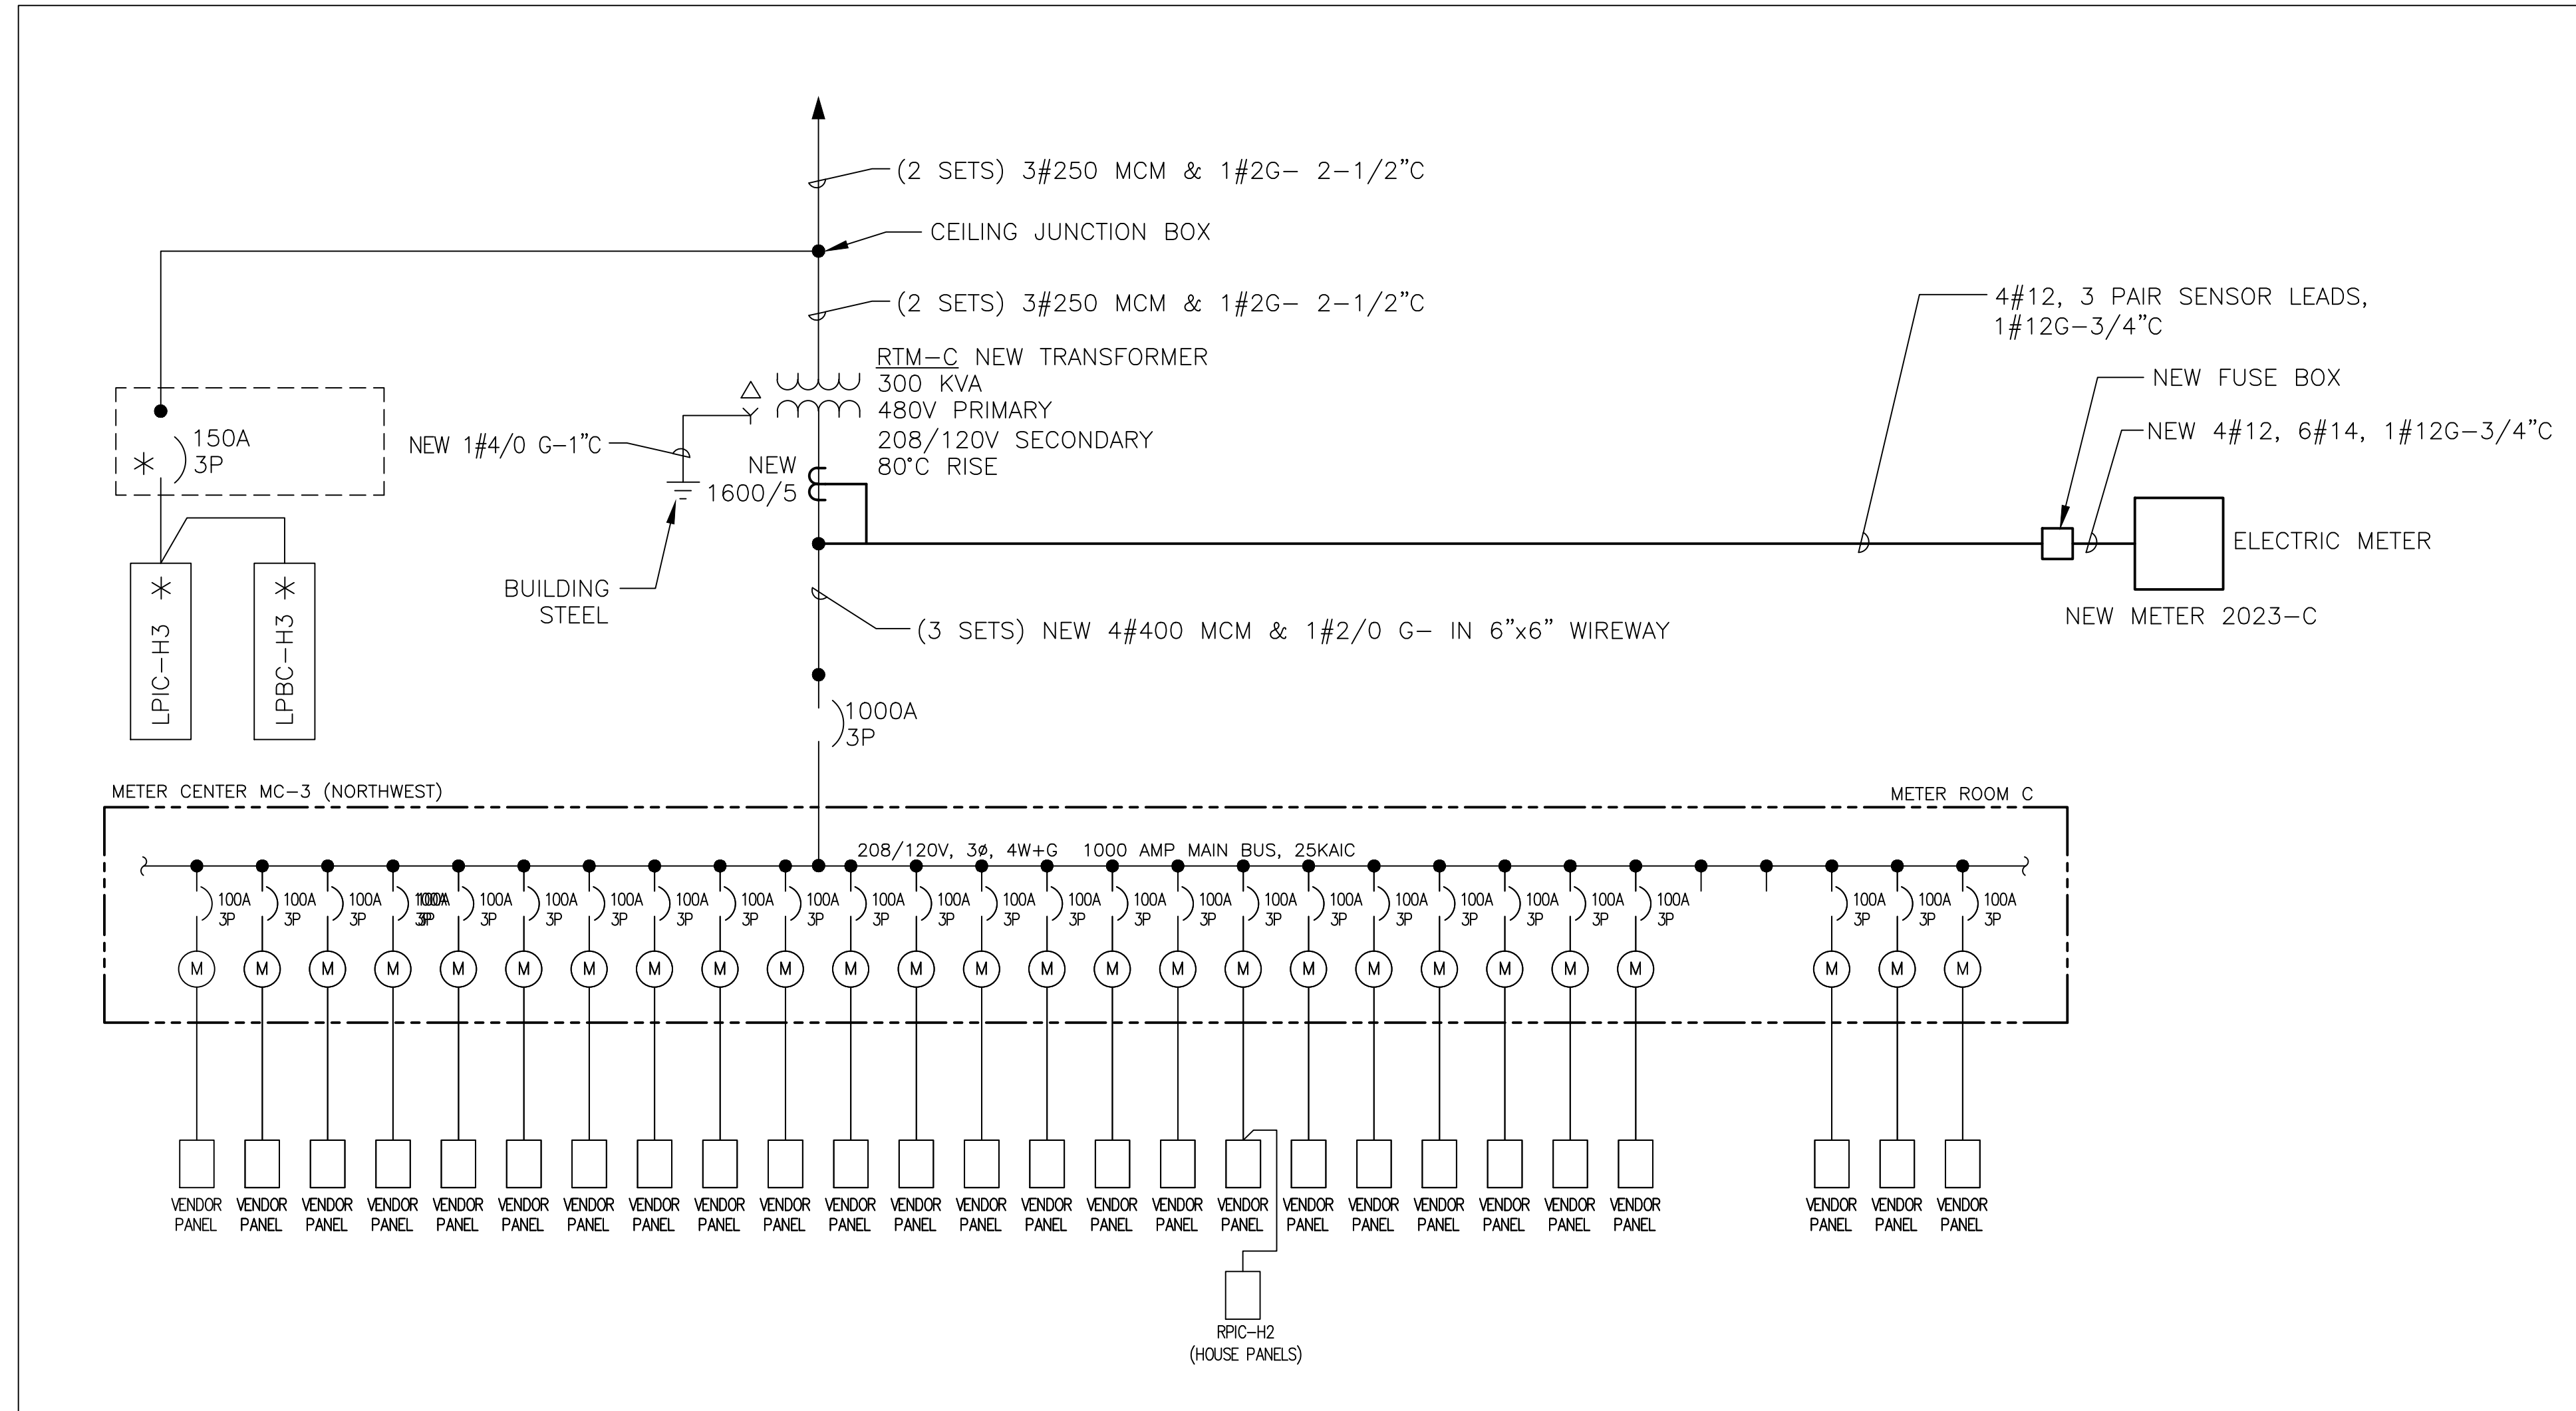 (2 SETS) 3#250 MCM & 1#2G– 2–1/2"C
CEILING JUNCTION BOX
(2 SETS) 3#250 MCM & 1#2G– 2–1/2"C
4#12, 3 PAIR SENSOR LEADS,
1#12G–3/4"C
RTM–C NEW TRANSFORMER
300 KVA
480V PRIMARY
208/120V SECONDARY
80°C RISE
NEW FUSE BOX
NEW 4#12, 6#14, 1#12G–3/4"C
150A
3P
NEW 1#4/0 G–1"C
NEW
1600/5
ELECTRIC METER
NEW METER 2023–C
BUILDING
STEEL
(3 SETS) NEW 4#400 MCM & 1#2/0 G– IN 6"x6" WIREWAY
LPIC–H3 *
LPBC–H3 *
1000A
3P
METER CENTER MC–3 (NORTHWEST)
METER ROOM C
208/120V, 3ø, 4W+G 1000 AMP MAIN BUS, 25KAIC
100A 100A 100A 100A 100A 100A 100A 100A 100A 100A 100A 100A 100A 100A 100A 100A 100A 100A 100A 100A 100A 100A 100A 100A 100A 100A
3P 3P 3P 3P 3P 3P 3P 3P 3P 3P 3P 3P 3P 3P 3P 3P 3P 3P 3P 3P 3P 3P 3P 3P 3P 3P
M M M M M M M M M M M M M M M M M M M M M M M M M M
VENDOR VENDOR VENDOR VENDOR VENDOR VENDOR VENDOR VENDOR VENDOR VENDOR VENDOR VENDOR VENDOR VENDOR VENDOR VENDOR VENDOR VENDOR VENDOR VENDOR VENDOR VENDOR VENDOR VENDOR VENDOR VENDOR
PANEL PANEL PANEL PANEL PANEL PANEL PANEL PANEL PANEL PANEL PANEL PANEL PANEL PANEL PANEL PANEL PANEL PANEL PANEL PANEL PANEL PANEL PANEL PANEL PANEL PANEL
RPIC–H2
(HOUSE PANELS)